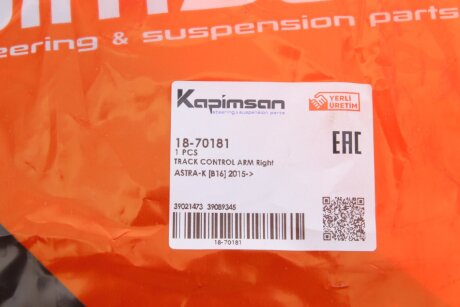 steering & suspension parts
Kapimsan
steering & suspension parts
YERLİ
ÜRETİM
18-70181
1 PCS
TRACK CONTROL ARM Right
ASTRA-K [B16] 2015->
EAC
39021473 39089345
18-70181